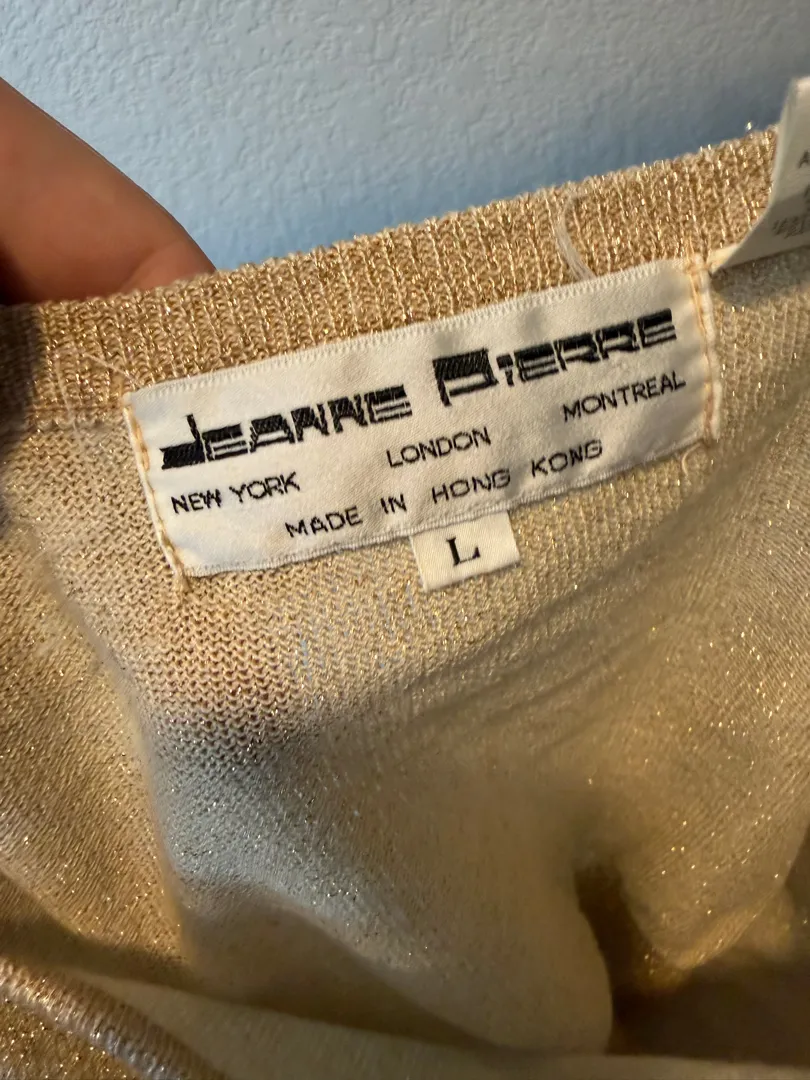 JEANNE PIERRE
NEW YORK LONDON MONTREAL
MADE IN HONG KONG
L